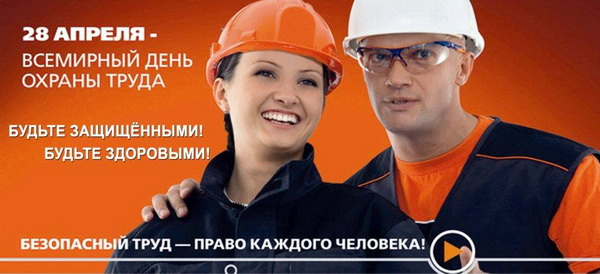 28 АПРЕЛЯ -
ВСЕМИРНЫЙ ДЕНЬ
ОХРАНЫ ТРУДА
БУДЬТЕ ЗАЩИЩЁННЫМИ!
БУДЬТЕ ЗДОРОВЫМИ!
БЕЗОПАСНЫЙ ТРУД — ПРАВО КАЖДОГО ЧЕЛОВЕКА!